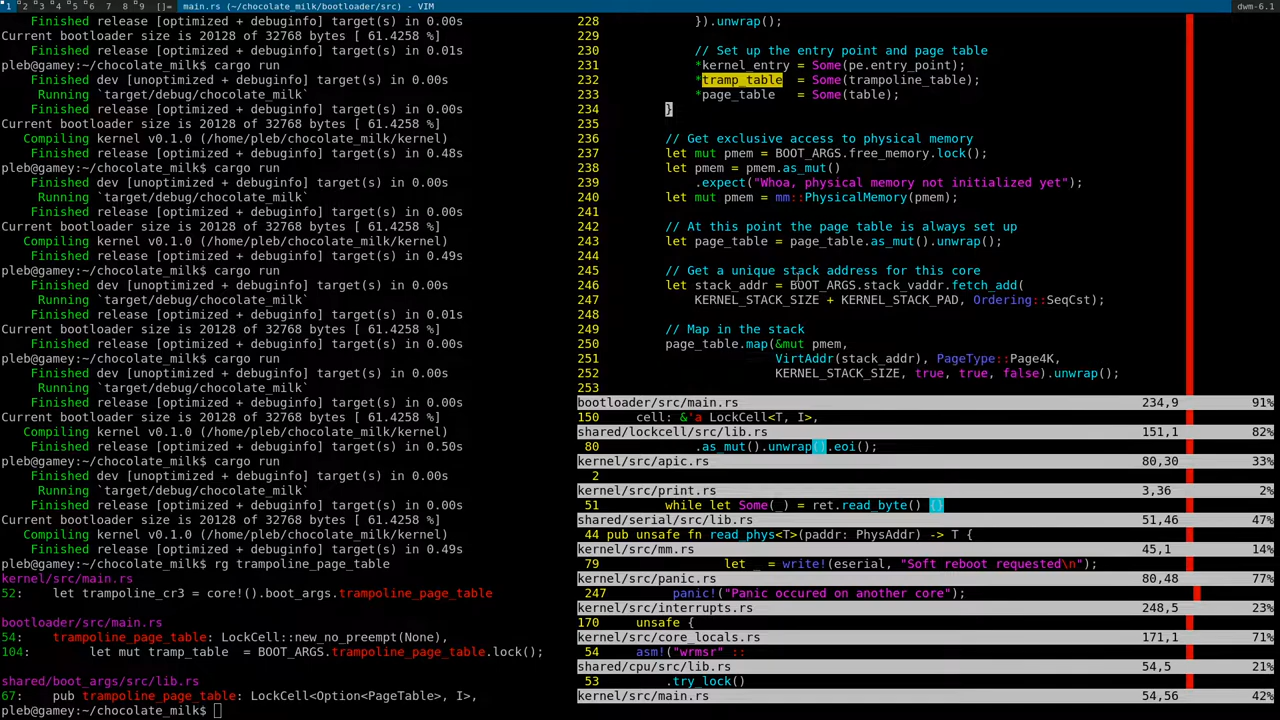 1 2 3 4 5 6 7 8 9 []= main.rs (~/chocolate_milk/bootloader/src) - VIM dwm-6.1
Finished release [optimized + debuginfo] target(s) in 0.00s
Current bootloader size is 20128 of 32768 bytes [ 61.4258 %]
Finished release [optimized + debuginfo] target(s) in 0.01s
pleb@gamey:~/chocolate_milk$ cargo run
Finished dev [unoptimized + debuginfo] target(s) in 0.00s
Running `target/debug/chocolate_milk`
Finished release [optimized + debuginfo] target(s) in 0.00s
Current bootloader size is 20128 of 32768 bytes [ 61.4258 %]
Compiling kernel v0.1.0 (/home/pleb/chocolate_milk/kernel)
Finished release [optimized + debuginfo] target(s) in 0.48s
pleb@gamey:~/chocolate_milk$ cargo run
Finished dev [unoptimized + debuginfo] target(s) in 0.00s
Running `target/debug/chocolate_milk`
Finished release [optimized + debuginfo] target(s) in 0.00s
Current bootloader size is 20128 of 32768 bytes [ 61.4258 %]
Compiling kernel v0.1.0 (/home/pleb/chocolate_milk/kernel)
Finished release [optimized + debuginfo] target(s) in 0.49s
pleb@gamey:~/chocolate_milk$ cargo run
Finished dev [unoptimized + debuginfo] target(s) in 0.00s
Running `target/debug/chocolate_milk`
Finished release [optimized + debuginfo] target(s) in 0.01s
Current bootloader size is 20128 of 32768 bytes [ 61.4258 %]
Finished release [optimized + debuginfo] target(s) in 0.00s
pleb@gamey:~/chocolate_milk$ cargo run
Finished dev [unoptimized + debuginfo] target(s) in 0.00s
Running `target/debug/chocolate_milk`
Finished release [optimized + debuginfo] target(s) in 0.00s
Current bootloader size is 20128 of 32768 bytes [ 61.4258 %]
Compiling kernel v0.1.0 (/home/pleb/chocolate_milk/kernel)
Finished release [optimized + debuginfo] target(s) in 0.50s
pleb@gamey:~/chocolate_milk$ cargo run
Finished dev [unoptimized + debuginfo] target(s) in 0.00s
Running `target/debug/chocolate_milk`
Finished release [optimized + debuginfo] target(s) in 0.00s
Current bootloader size is 20128 of 32768 bytes [ 61.4258 %]
Compiling kernel v0.1.0 (/home/pleb/chocolate_milk/kernel)
Finished release [optimized + debuginfo] target(s) in 0.49s
pleb@gamey:~/chocolate_milk$ rg trampoline_page_table
kernel/src/main.rs
52: let trampoline_cr3 = core!().boot_args.trampoline_page_table
bootloader/src/main.rs
54: trampoline_page_table: LockCell::new_no_preempt(None),
104: let mut tramp_table = BOOT_ARGS.trampoline_page_table.lock();
shared/boot_args/src/lib.rs
67: pub trampoline_page_table: LockCell<Option<PageTable>, I>,
pleb@gamey:~/chocolate_milk$
228 }).unwrap();
229
230 // Set up the entry point and page table
231 *kernel_entry = Some(pe.entry_point);
232 *tramp_table = Some(trampoline_table);
233 *page_table = Some(table);
234 }
235
236 // Get exclusive access to physical memory
237 let mut pmem = BOOT_ARGS.free_memory.lock();
238 let pmem = pmem.as_mut()
239 .expect("Whoa, physical memory not initialized yet");
240 let mut pmem = mm::PhysicalMemory(pmem);
241
242 // At this point the page table is always set up
243 let page_table = page_table.as_mut().unwrap();
244
245 // Get a unique stack address for this core
246 let stack_addr = BOOT_ARGS.stack_vaddr.fetch_add(
247 KERNEL_STACK_SIZE + KERNEL_STACK_PAD, Ordering::SeqCst);
248
249 // Map in the stack
250 page_table.map(&mut pmem,
251 VirtAddr(stack_addr), PageType::Page4K,
252 KERNEL_STACK_SIZE, true, true, false).unwrap();
253
bootloader/src/main.rs 234,9 91%
150 cell: &'a LockCell<T, I>,
shared/lockcell/src/lib.rs 151,1 82%
80 .as_mut().unwrap().eoi();
kernel/src/apic.rs 80,30 33%
2
kernel/src/print.rs 3,36 2%
51 while let Some(_) = ret.read_byte() {}
shared/serial/src/lib.rs 51,46 47%
44 pub unsafe fn read_phys<T>(paddr: PhysAddr) -> T {
kernel/src/mm.rs 45,1 14%
79 let _ = write!(eserial, "Soft reboot requested\n");
kernel/src/panic.rs 80,48 77%
247 panic!("Panic occured on another core");
kernel/src/interrupts.rs 248,5 23%
170 unsafe {
kernel/src/core_locals.rs 171,1 71%
54 asm!("wrmsr" ::
shared/cpu/src/lib.rs 54,5 21%
53 .try_lock()
kernel/src/main.rs 54,56 42%